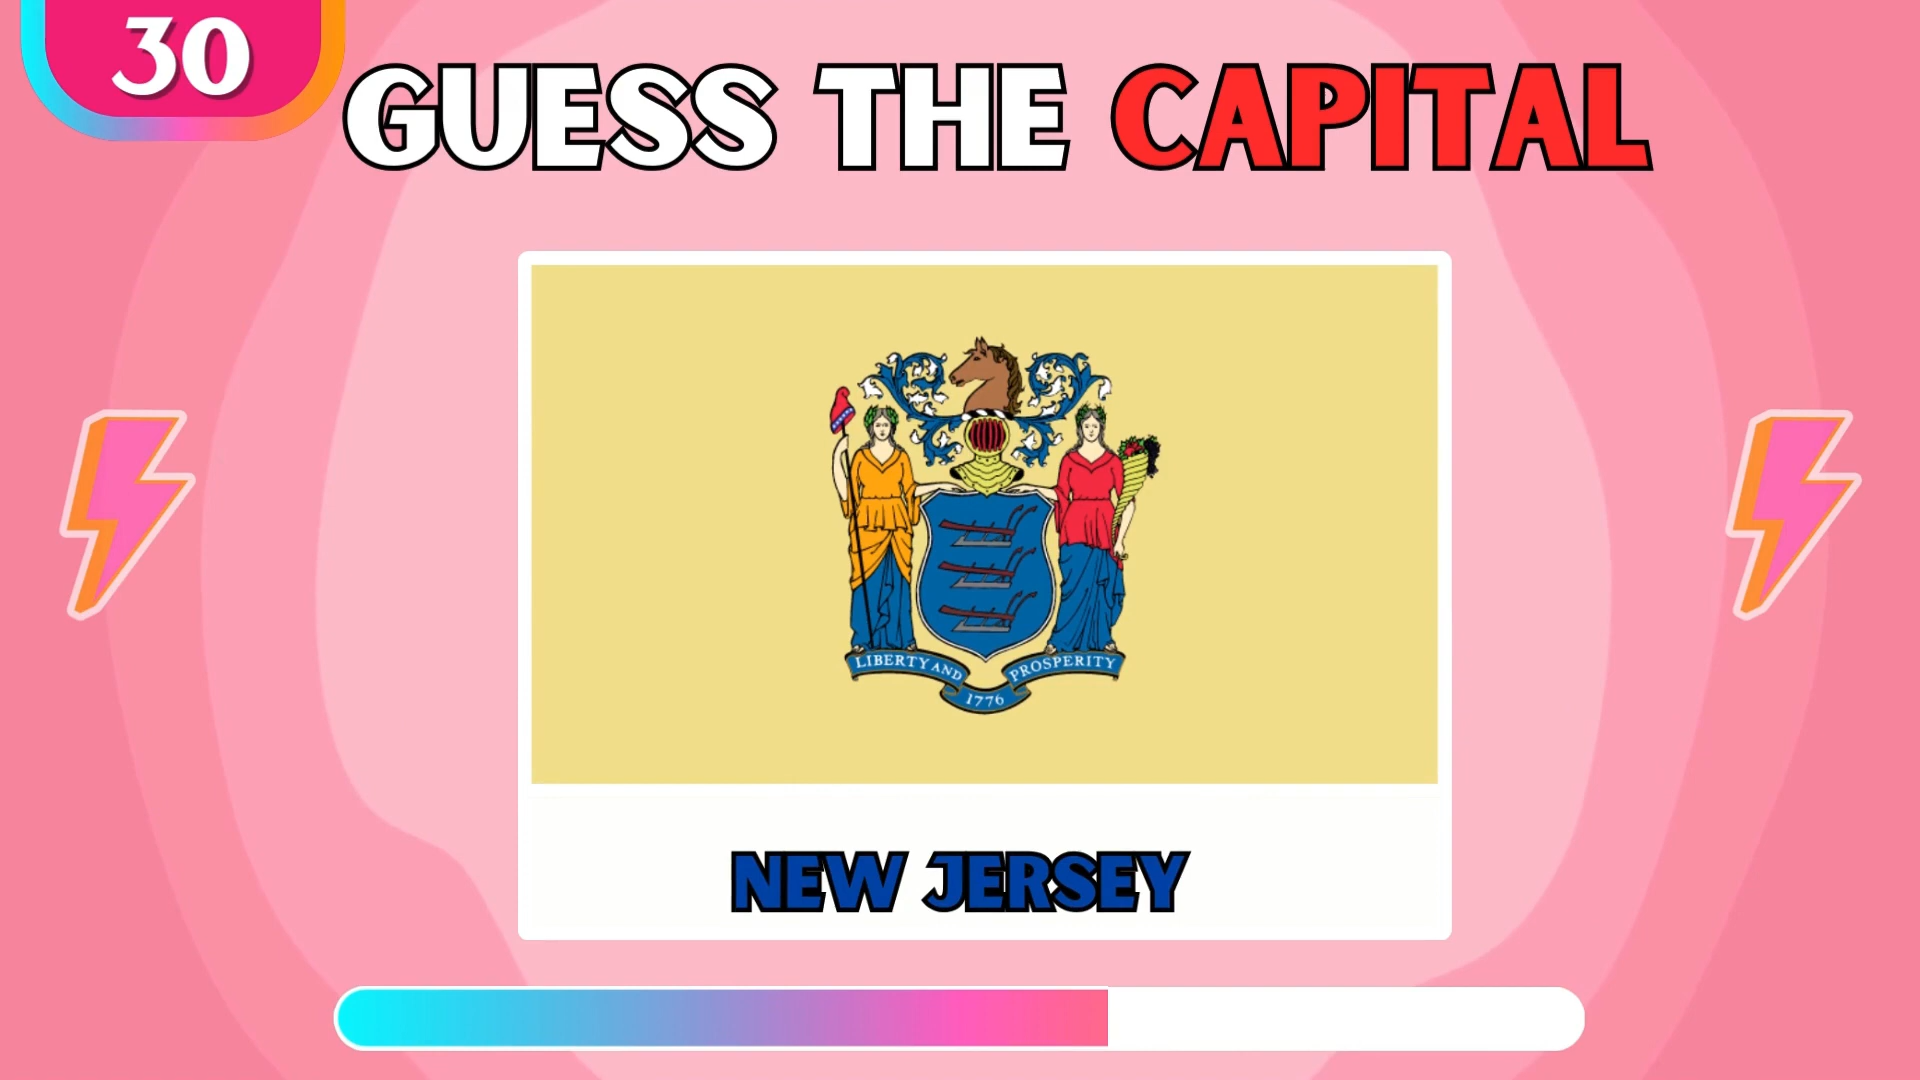 30
GUESS THE CAPITAL
LIBERTY AND PROSPERITY
1776
NEW JERSEY